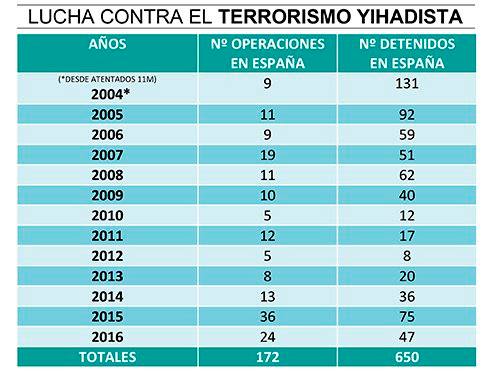 LUCHA CONTRA EL TERRORISMO YIHADISTA
AÑOS Nº OPERACIONES EN ESPAÑA Nº DETENIDOS EN ESPAÑA
(*DESDE ATENTADOS 11M)
2004* 9 131
2005 11 92
2006 9 59
2007 19 51
2008 11 62
2009 10 40
2010 5 12
2011 12 17
2012 5 8
2013 8 20
2014 13 36
2015 36 75
2016 24 47
TOTALES 172 650